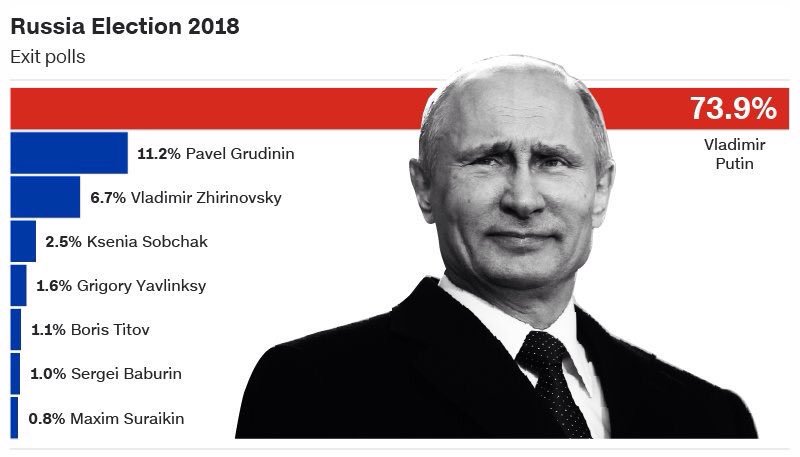 Russia Election 2018
Exit polls
73.9%
Vladimir
Putin
11.2% Pavel Grudinin
6.7% Vladimir Zhirinovsky
2.5% Ksenia Sobchak
1.6% Grigory Yavlinksy
1.1% Boris Titov
1.0% Sergei Baburin
0.8% Maxim Suraikin